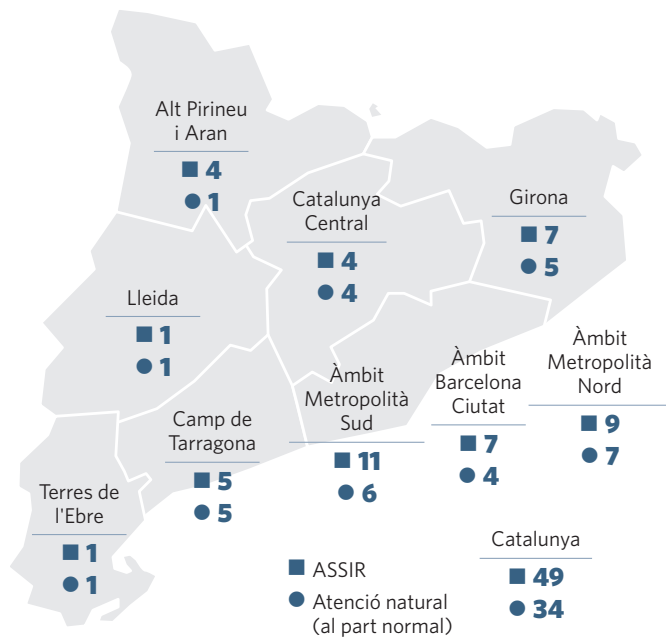 Alt Pirineu
i Aran
4
1
Catalunya
Central
4
4
Girona
7
5
Lleida
1
1
Àmbit
Metropolità
Nord
9
7
Àmbit
Barcelona
Ciutat
7
4
Àmbit
Metropolità
Sud
11
6
Camp de
Tarragona
5
5
Terres de
l'Ebre
1
1
Catalunya
49
34
ASSIR
Atenció natural
(al part normal)